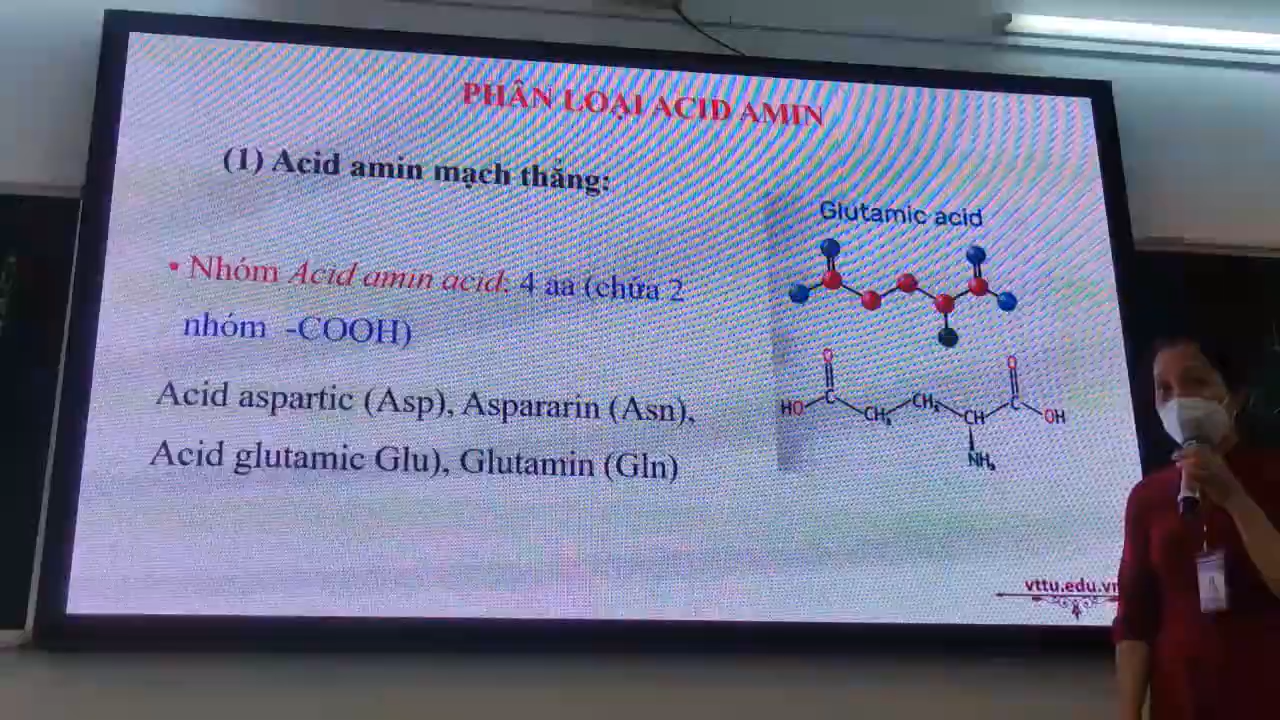 PHÂN LOẠI ACID AMIN
(1) Acid amin mạch thẳng:
Glutamic acid
• Nhóm Acid amin acid: 4 aa (chứa 2
nhóm -COOH)
Acid aspartic (Asp), Aspararin (Asn),
Acid glutamic Glu), Glutamin (Gln)
O O
HO C CH₂ CH₂ CH C OH
NH₂
vttu.edu.vn